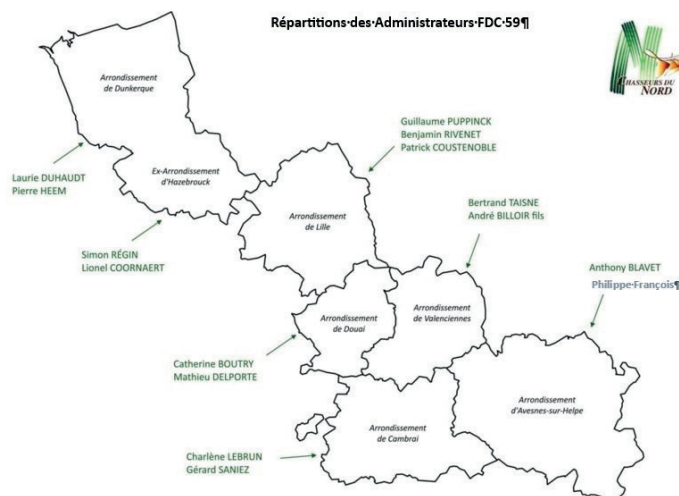 Répartitions·des·Administrateurs·FDC·59¶
CHASSEURS DU
NORD
Arrondissement
de Dunkerque
Guillaume PUPPINCK
Benjamin RIVENET
Patrick COUSTENOBLE
Laurie DUHAUDT
Pierre HEEM
Ex-Arrondissement
d'Hazebrouck
Bertrand TAISNE
André BILLOIR fils
Arrondissement
de Lille
Simon RÉGIN
Lionel COORNAERT
Anthony BLAVET
Philippe·François¶
Arrondissement
de Douai
Arrondissement
de Valenciennes
Catherine BOUTRY
Mathieu DELPORTE
Arrondissement
d'Avesnes-sur-Helpe
Arrondissement
de Cambrai
Charlène LEBRUN
Gérard SANIEZ